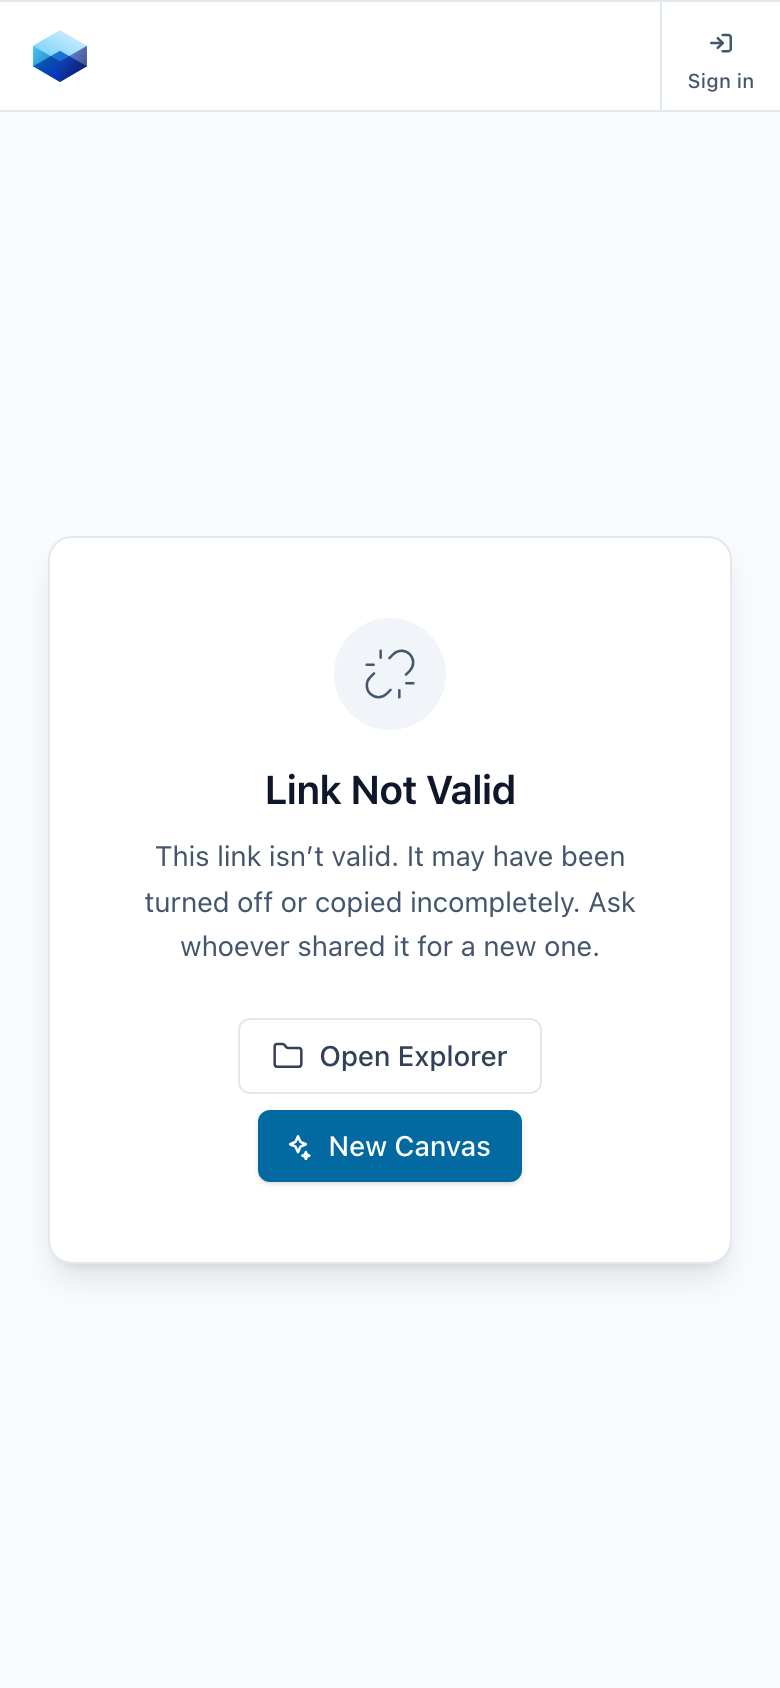 Sign in
Link Not Valid
This link isn’t valid. It may have been
turned off or copied incompletely. Ask
whoever shared it for a new one.
Open Explorer
New Canvas